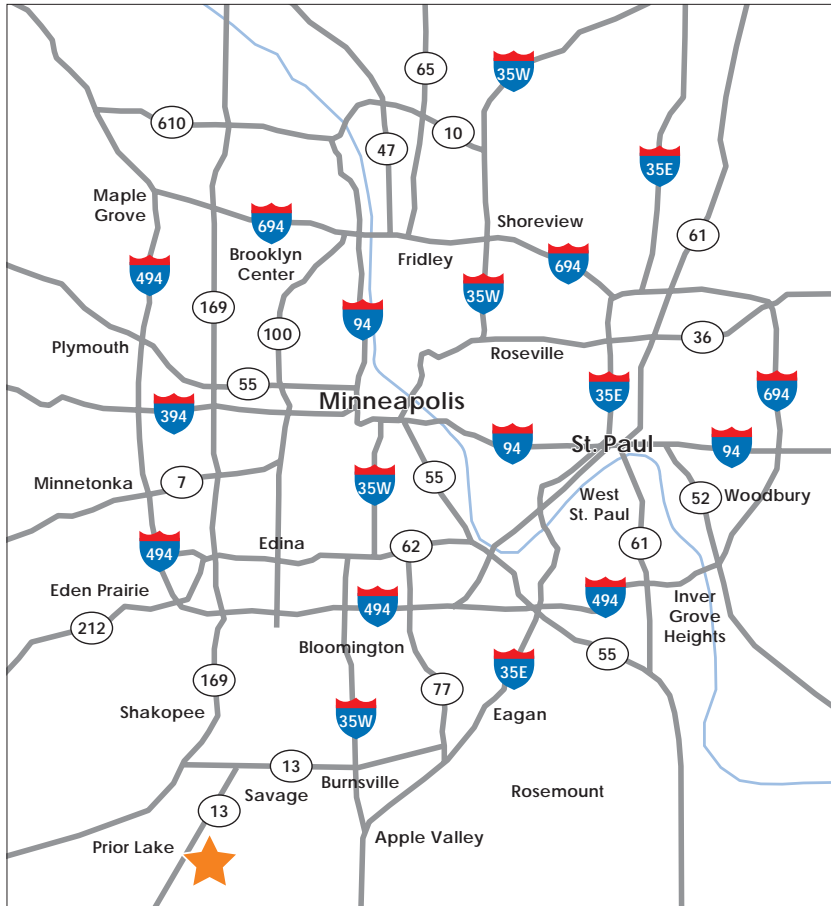 65
35W
610
10
47
35E
Maple
Grove
694
Shoreview
61
Brooklyn
Center
Fridley
694
494
35W
169
94
100
36
Plymouth
Roseville
55
35E
694
394
Minneapolis
94
St. Paul
94
7
35W
55
Minnetonka
West
St. Paul
52
Woodbury
494
Edina
62
61
Eden Prairie
494
494
Inver
Grove
Heights
212
Bloomington
55
169
77
35E
Shakopee
35W
Eagan
13
Burnsville
Savage
Rosemount
13
Prior Lake
Apple Valley